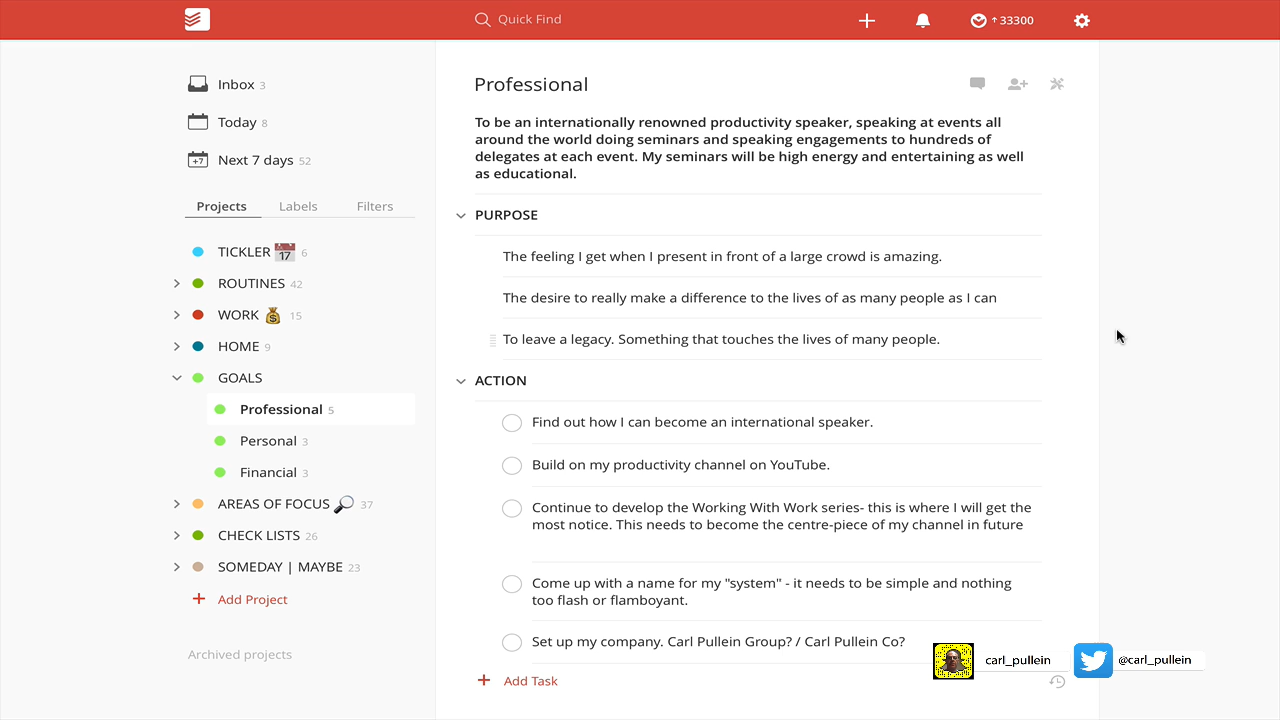 Quick Find
33300
Inbox 3
Today 8
+7 Next 7 days 52
Projects Labels Filters
TICKLER 17 6
ROUTINES 42
WORK 15
HOME 9
GOALS
Professional 5
Personal 3
Financial 3
AREAS OF FOCUS 37
CHECK LISTS 26
SOMEDAY | MAYBE 23
+ Add Project
Archived projects
Professional
To be an internationally renowned productivity speaker, speaking at events all
around the world doing seminars and speaking engagements to hundreds of
delegates at each event. My seminars will be high energy and entertaining as well
as educational.
PURPOSE
The feeling I get when I present in front of a large crowd is amazing.
The desire to really make a difference to the lives of as many people as I can
To leave a legacy. Something that touches the lives of many people.
ACTION
Find out how I can become an international speaker.
Build on my productivity channel on YouTube.
Continue to develop the Working With Work series- this is where I will get the
most notice. This needs to become the centre-piece of my channel in future
Come up with a name for my "system" - it needs to be simple and nothing
too flash or flamboyant.
Set up my company. Carl Pullein Group? / Carl Pullein Co?
+ Add Task
carl_pullein
@carl_pullein